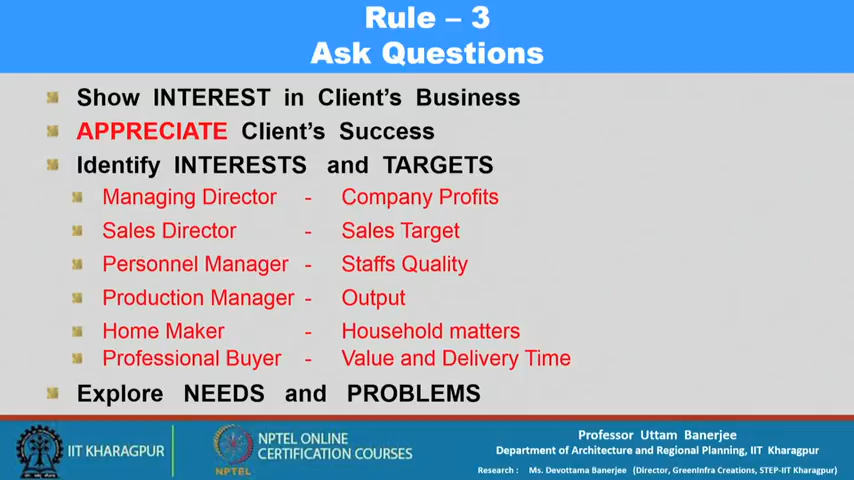 Rule – 3
Ask Questions
Show INTEREST in Client's Business
APPRECIATE Client's Success
Identify INTERESTS and TARGETS
Managing Director - Company Profits
Sales Director - Sales Target
Personnel Manager - Staffs Quality
Production Manager - Output
Home Maker - Household matters
Professional Buyer - Value and Delivery Time
Explore NEEDS and PROBLEMS
IIT KHARAGPUR
NPTEL
NPTEL ONLINE
CERTIFICATION COURSES
Professor Uttam Banerjee
Department of Architecture and Regional Planning, IIT Kharagpur
Research : Ms. Devottama Banerjee (Director, GreenInfra Creations, STEP-IIT Kharagpur)